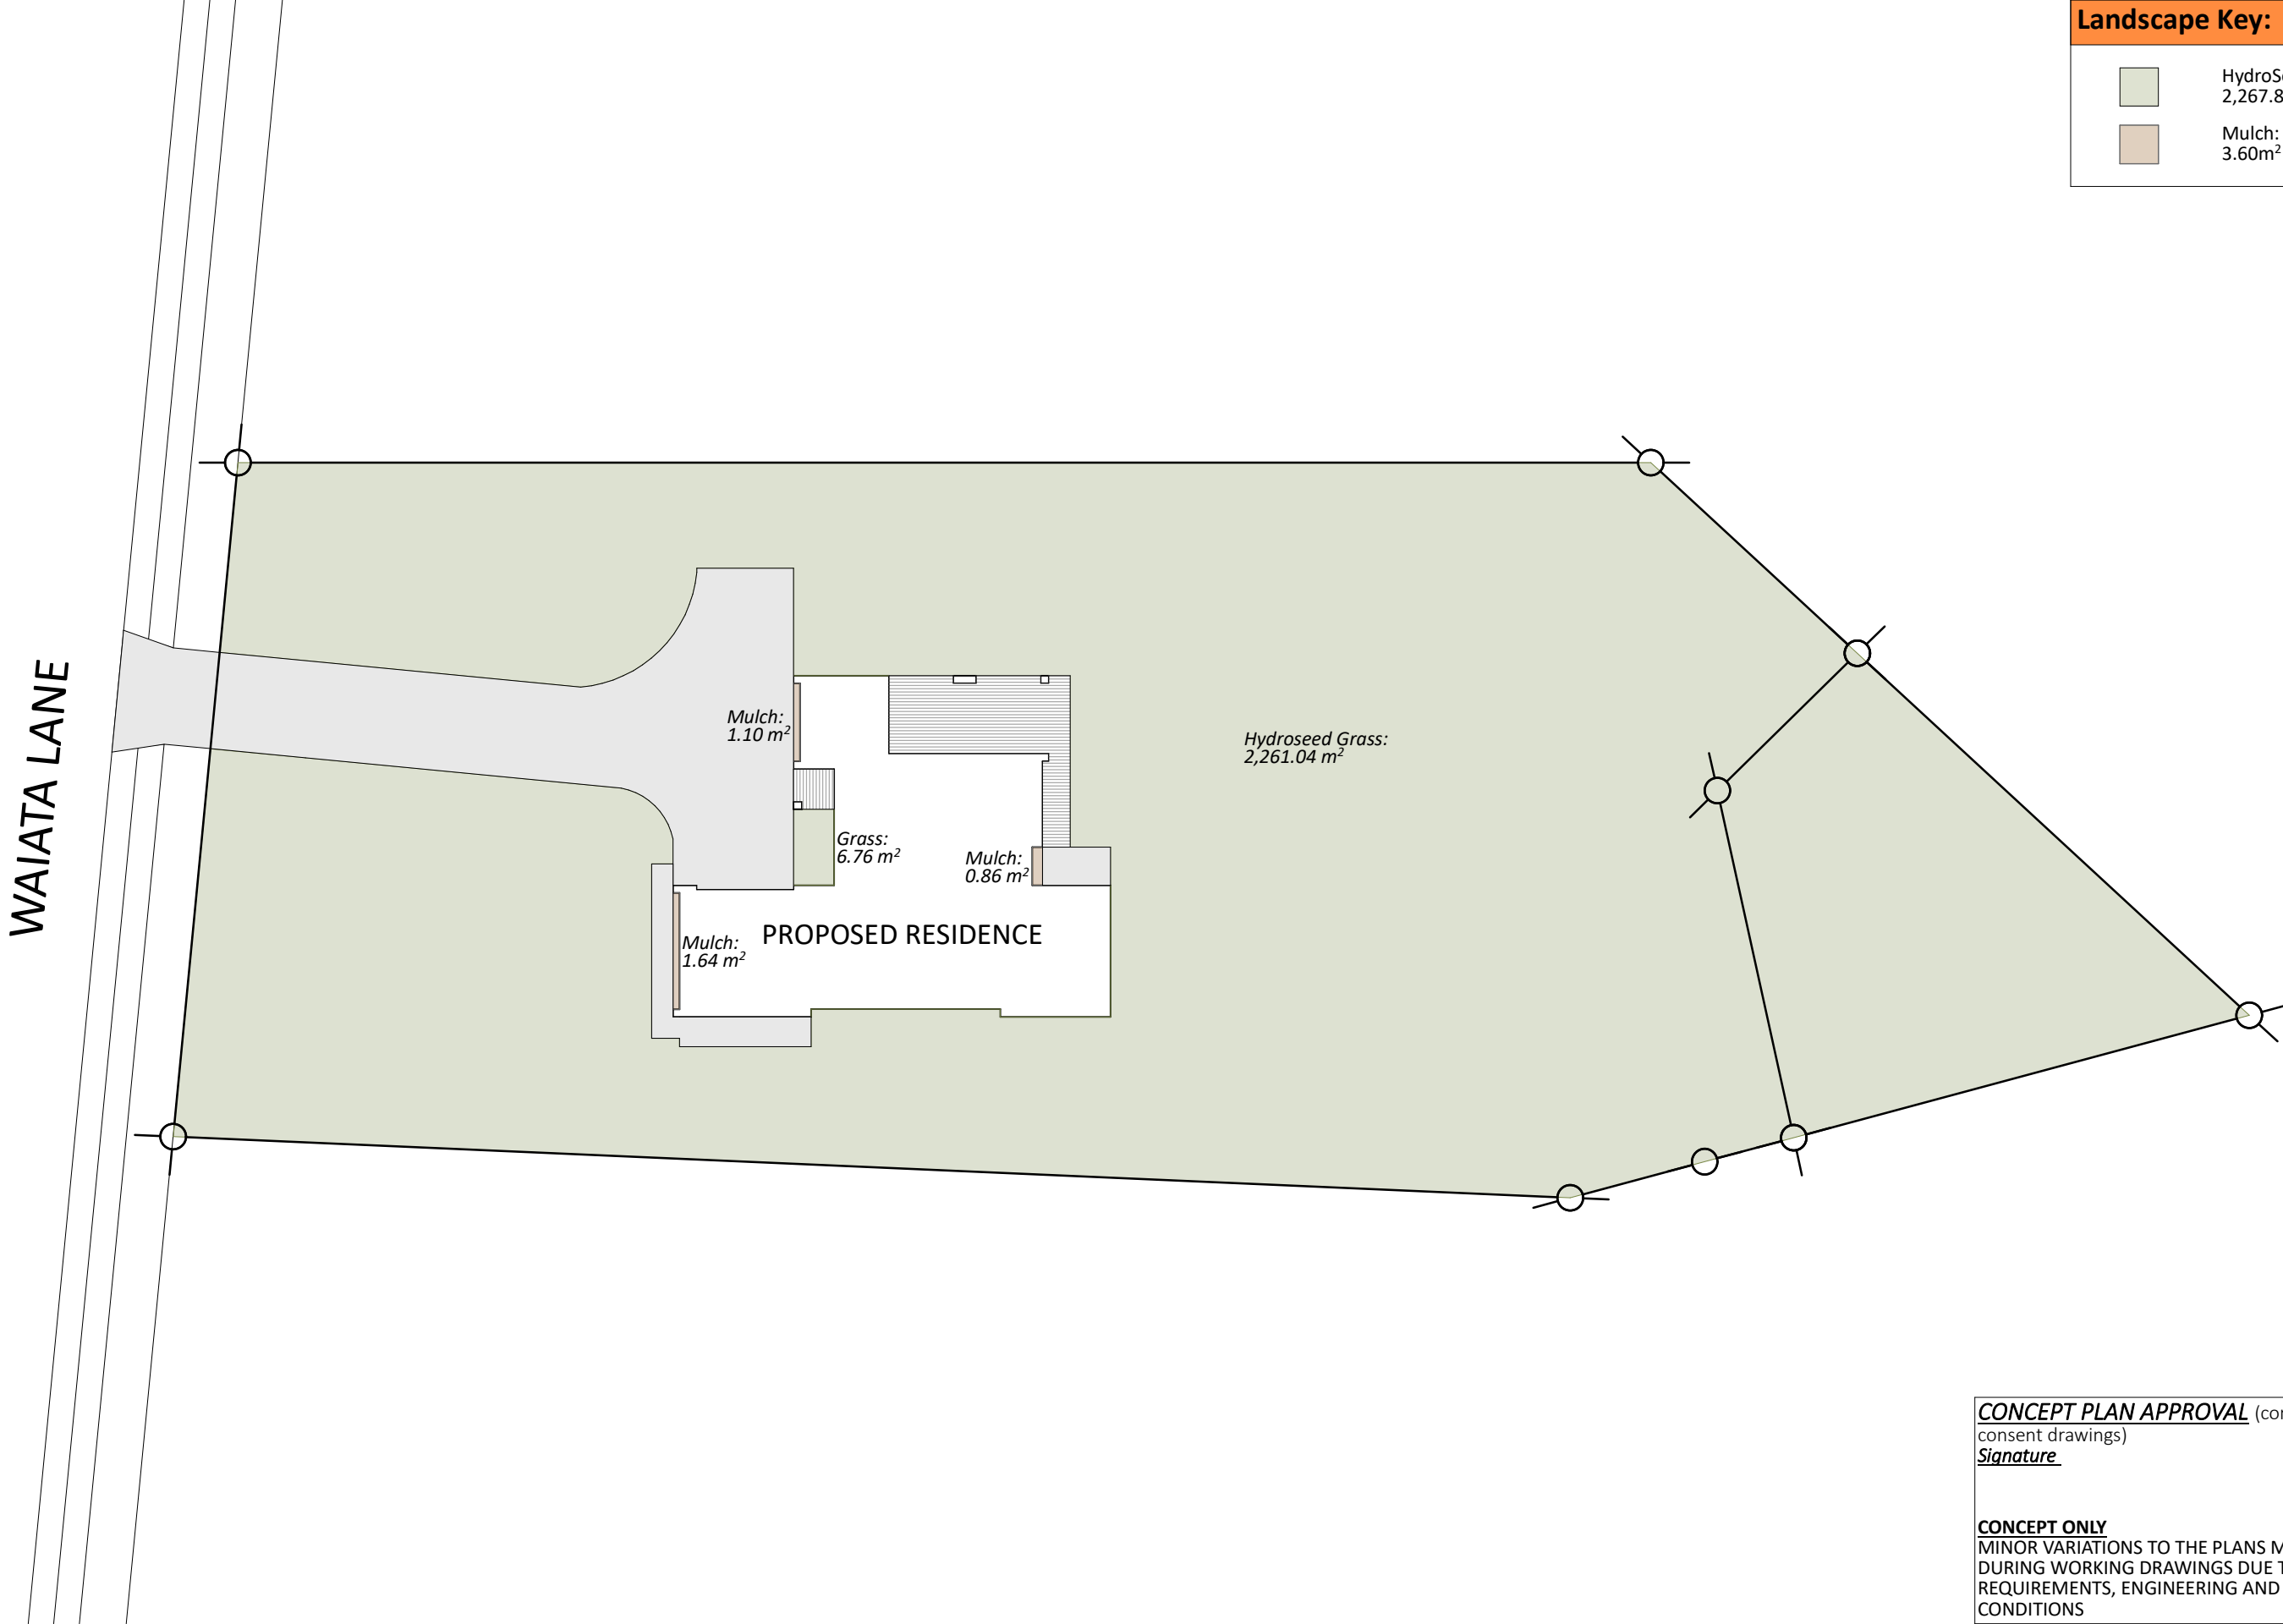 Landscape Key:
2,267.8
Mulch:
3.60m²
WAIATA LANE
Mulch:
1.10 m²
Hydroseed Grass:
2,261.04 m²
Grass:
6.76 m²
Mulch:
0.86 m²
PROPOSED RESIDENCE
Mulch:
1.64 m²
CONCEPT PLAN APPROVAL
consent drawings)
Signature
CONCEPT ONLY
MINOR VARIATIONS TO THE PLANS
DURING WORKING DRAWINGS DUE
REQUIREMENTS, ENGINEERING AND
CONDITIONS